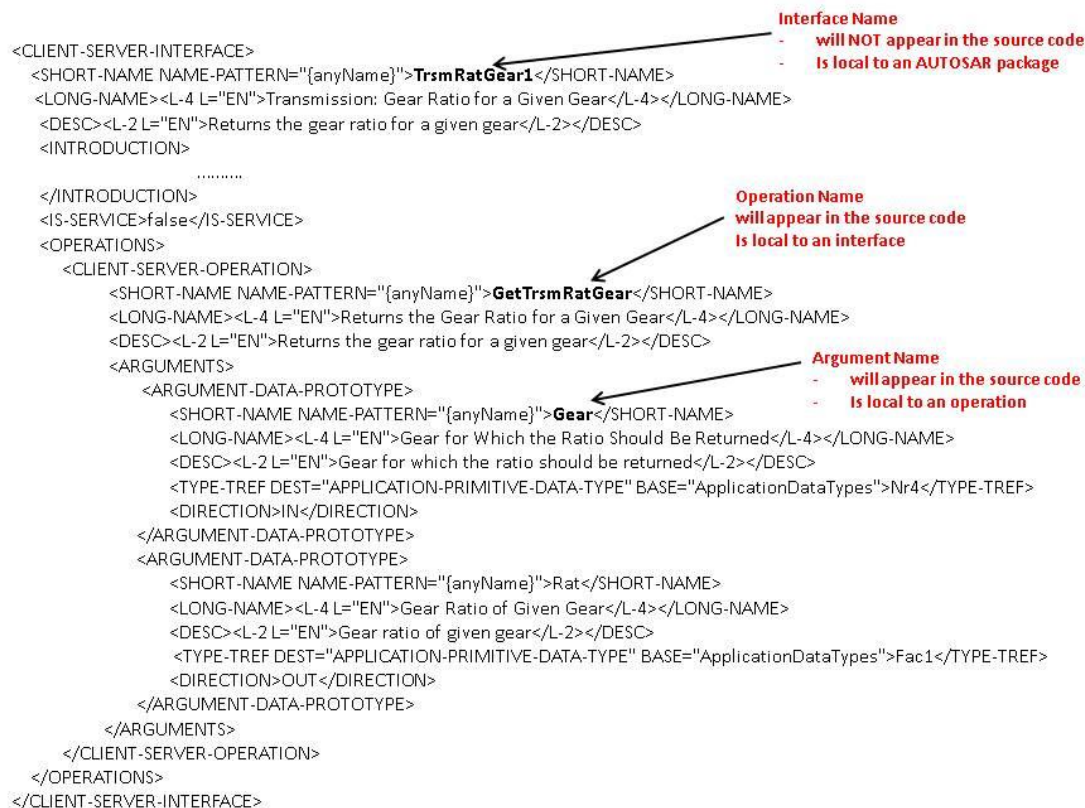 Interface Name
- will NOT appear in the source code
- Is local to an AUTOSAR package
<CLIENT-SERVER-INTERFACE>
<SHORT-NAME NAME-PATTERN="{anyName}">TrsmRatGear1</SHORT-NAME>
<LONG-NAME><L-4 L="EN">Transmission: Gear Ratio for a Given Gear</L-4></LONG-NAME>
<DESC><L-2 L="EN">Returns the gear ratio for a given gear</L-2></DESC>
<INTRODUCTION>
..........
</INTRODUCTION>
<IS-SERVICE>false</IS-SERVICE>
<OPERATIONS>
Operation Name
will appear in the source code
Is local to an interface
<CLIENT-SERVER-OPERATION>
<SHORT-NAME NAME-PATTERN="{anyName}">GetTrsmRatGear</SHORT-NAME>
<LONG-NAME><L-4 L="EN">Returns the Gear Ratio for a Given Gear</L-4></LONG-NAME>
<DESC><L-2 L="EN">Returns the gear ratio for a given gear</L-2></DESC>
<ARGUMENTS>
Argument Name
- will appear in the source code
- Is local to an operation
<ARGUMENT-DATA-PROTOTYPE>
<SHORT-NAME NAME-PATTERN="{anyName}">Gear</SHORT-NAME>
<LONG-NAME><L-4 L="EN">Gear for Which the Ratio Should Be Returned</L-4></LONG-NAME>
<DESC><L-2 L="EN">Gear for which the ratio should be returned</L-2></DESC>
<TYPE-TREF DEST="APPLICATION-PRIMITIVE-DATA-TYPE" BASE="ApplicationDataTypes">Nr4</TYPE-TREF>
<DIRECTION>IN</DIRECTION>
</ARGUMENT-DATA-PROTOTYPE>
<ARGUMENT-DATA-PROTOTYPE>
<SHORT-NAME NAME-PATTERN="{anyName}">Rat</SHORT-NAME>
<LONG-NAME><L-4 L="EN">Gear Ratio of Given Gear</L-4></LONG-NAME>
<DESC><L-2 L="EN">Gear ratio of given gear</L-2></DESC>
<TYPE-TREF DEST="APPLICATION-PRIMITIVE-DATA-TYPE" BASE="ApplicationDataTypes">Fac1</TYPE-TREF>
<DIRECTION>OUT</DIRECTION>
</ARGUMENT-DATA-PROTOTYPE>
</ARGUMENTS>
</CLIENT-SERVER-OPERATION>
</OPERATIONS>
</CLIENT-SERVER-INTERFACE>